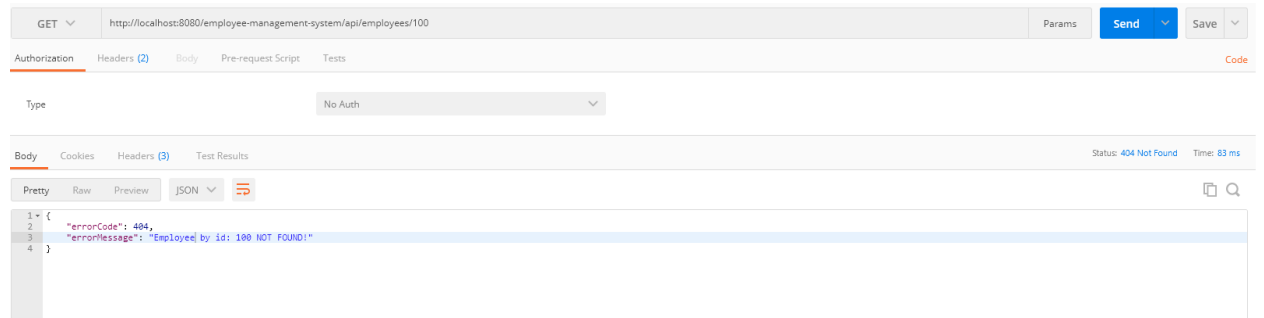 GET http://localhost:8080/employee-management-system/api/employees/100 Params Send Save
Authorization Headers (2) Body Pre-request Script Tests Code
Type No Auth
Body Cookies Headers (3) Test Results Status: 404 Not Found Time: 83 ms
Pretty Raw Preview JSON
1 {
2 "errorCode": 404,
3 "errorMessage": "Employee by id: 100 NOT FOUND!"
4 }